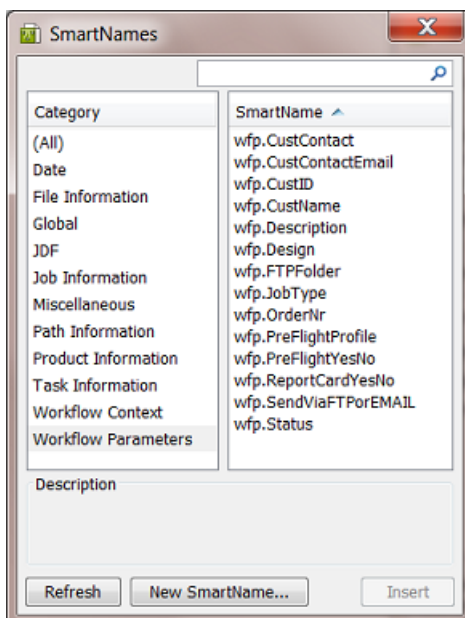 SmartNames
Category
(All)
Date
File Information
Global
JDF
Job Information
Miscellaneous
Path Information
Product Information
Task Information
Workflow Context
Workflow Parameters
SmartName
wfp.CustContact
wfp.CustContactEmail
wfp.CustID
wfp.CustName
wfp.Description
wfp.Design
wfp.FTPFolder
wfp.JobType
wfp.OrderNr
wfp.PreFlightProfile
wfp.PreFlightYesNo
wfp.ReportCardYesNo
wfp.SendViaFTPorEMAIL
wfp.Status
Description
Refresh
New SmartName...
Insert